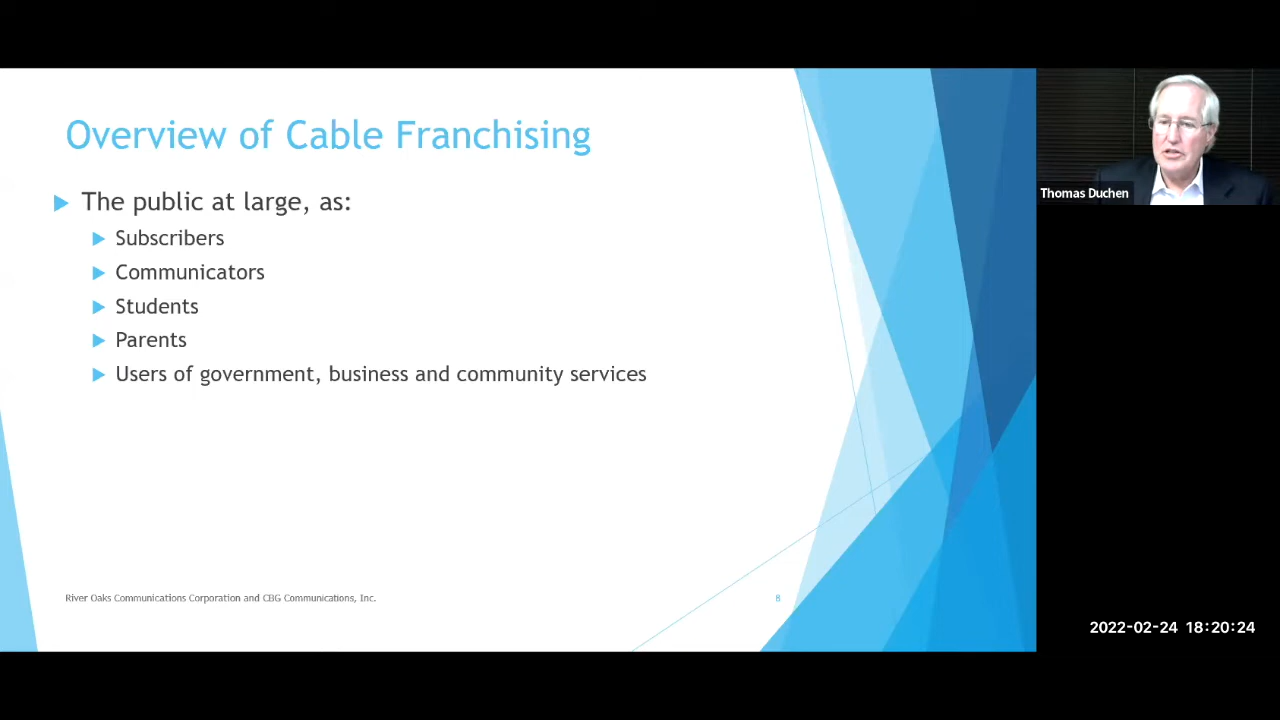 Overview of Cable Franchising
The public at large, as:
Subscribers
Communicators
Students
Parents
Users of government, business and community services
River Oaks Communications Corporation and CBG Communications, Inc.
8
Thomas Duchen
2022-02-24 18:20:24